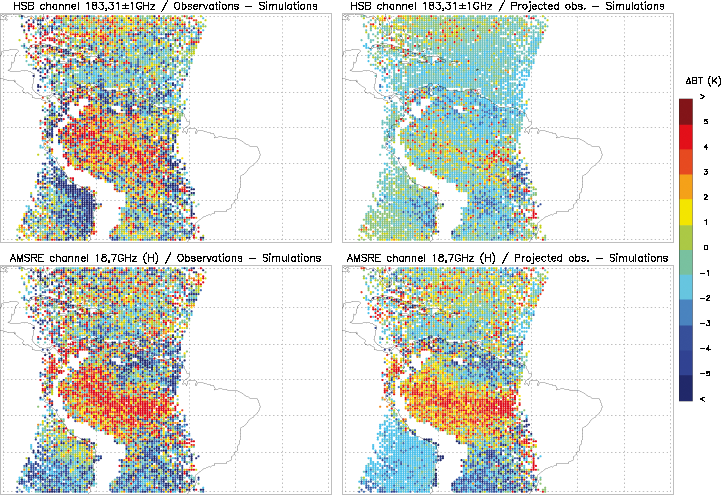 HSB channel 183,31±1GHz / Observations – Simulations
HSB channel 183,31±1GHz / Projected obs. – Simulations
ΔBT (K)
>
5
4
3
2
1
0
-1
-2
-3
-4
-5
<
AMSRE channel 18,7GHz (H) / Observations – Simulations
AMSRE channel 18,7GHz (H) / Projected obs. – Simulations